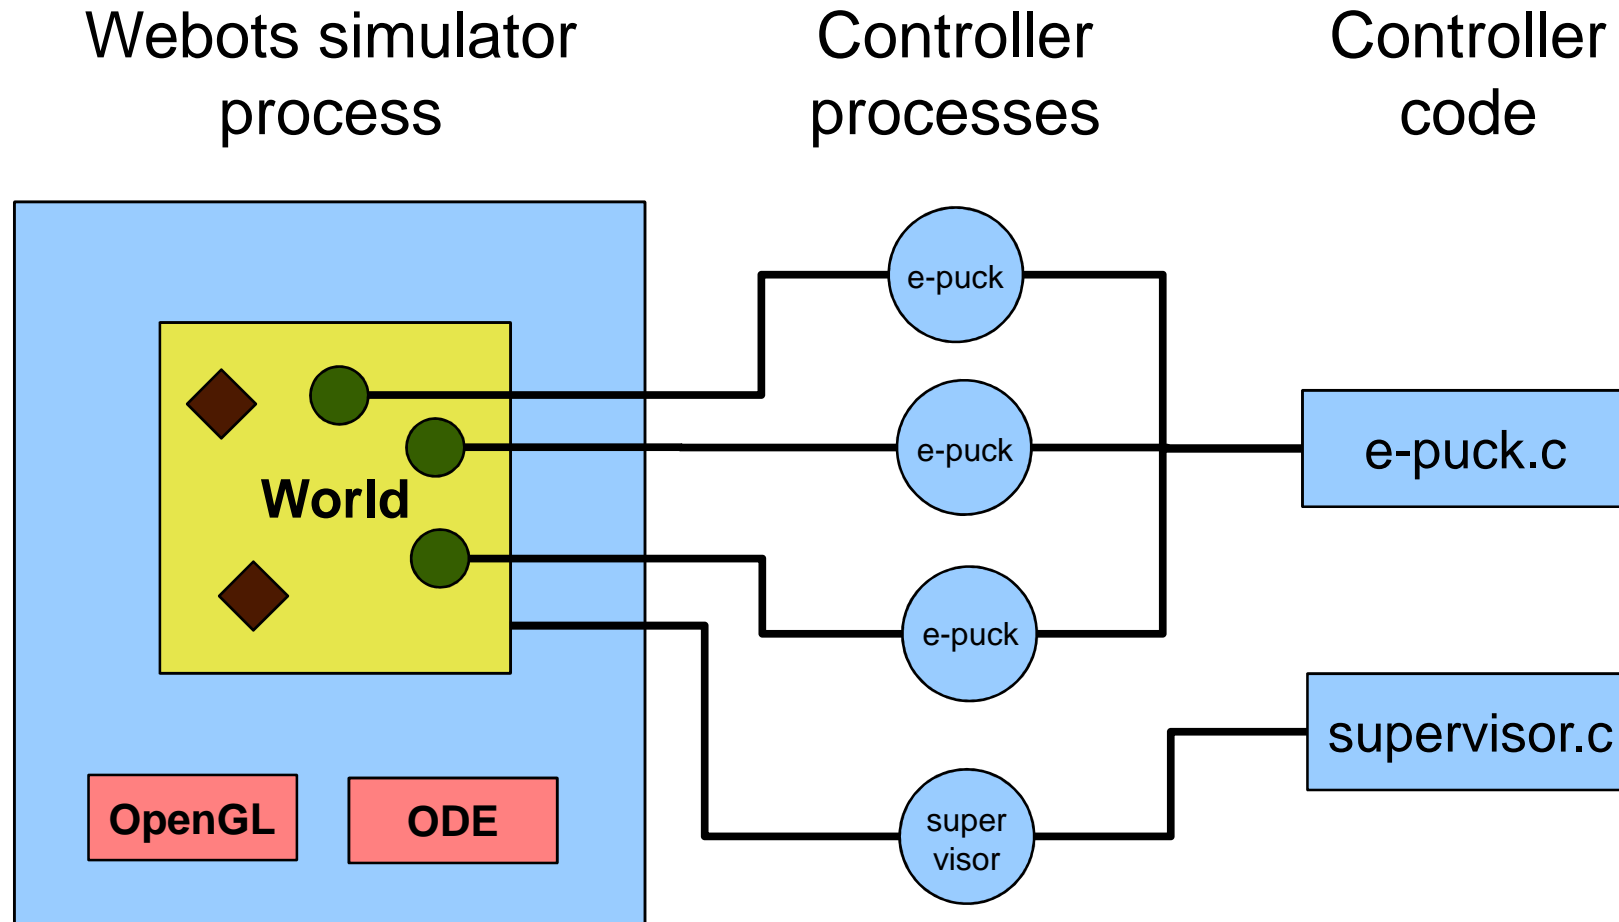 Webots simulator
process
Controller
processes
Controller
code
e-puck
e-puck
e-puck
super
visor
World
OpenGL
ODE
e-puck.c
supervisor.c